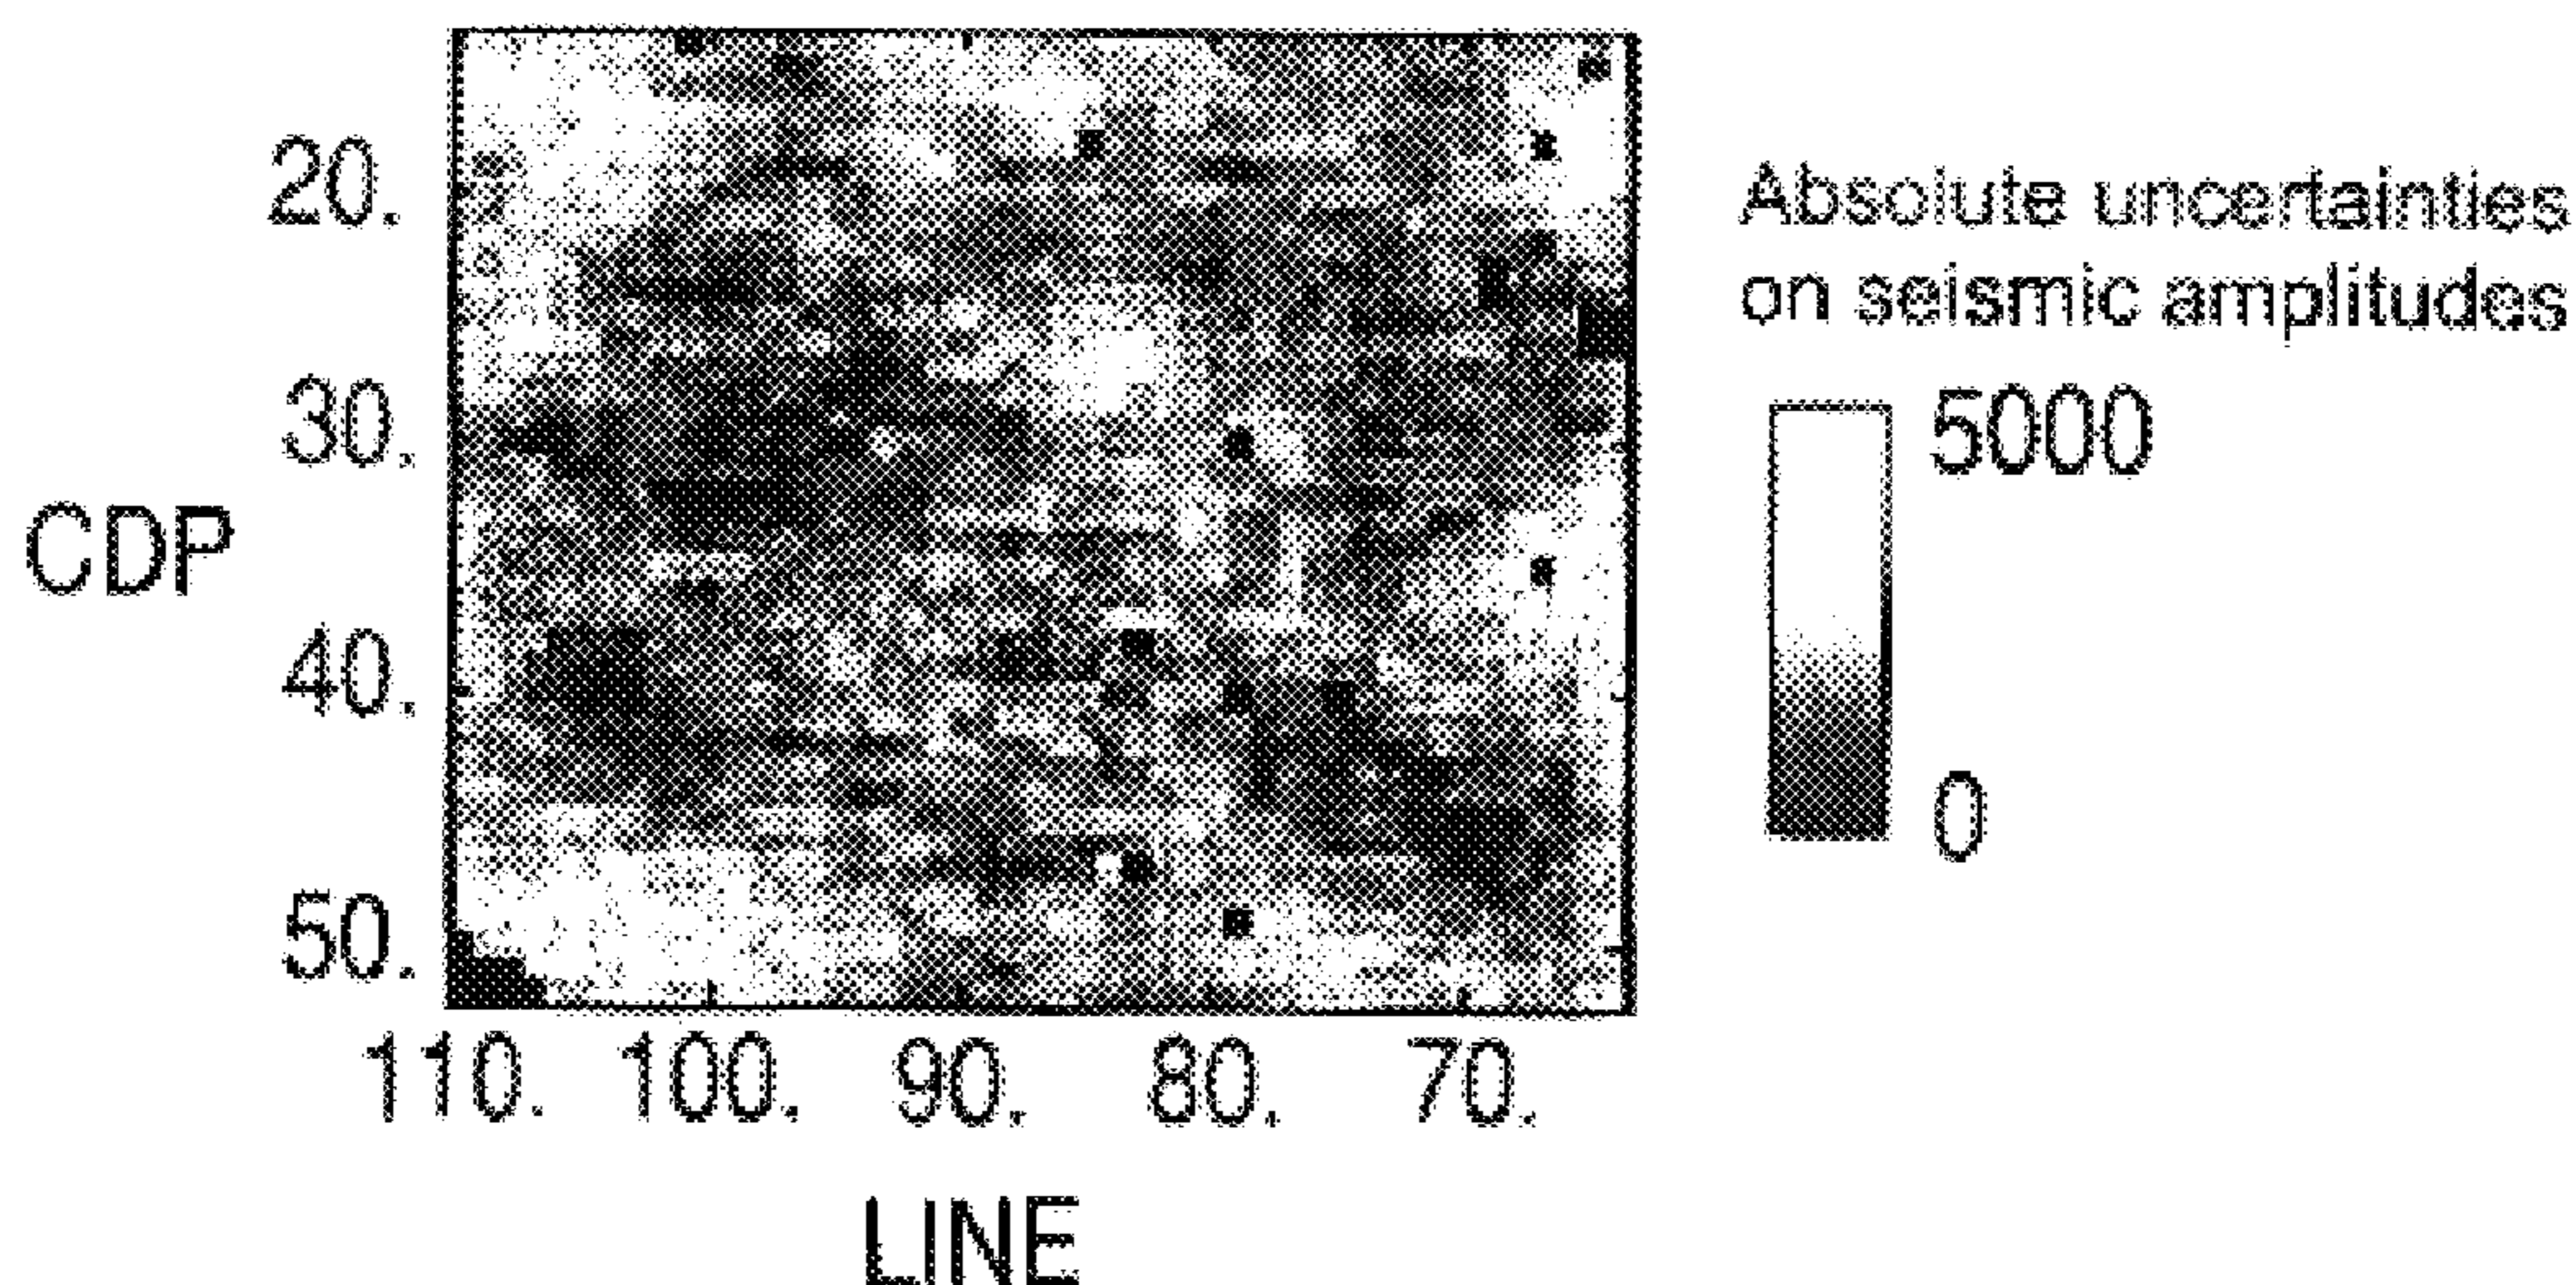 20.
30.
CDP
40.
50.
110. 100. 90. 80. 70.
LINE
Absolute uncertainties
on seismic amplitudes
5000
0